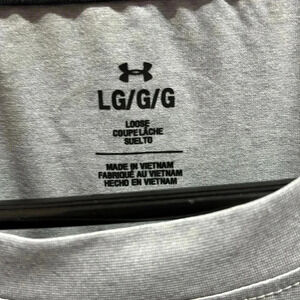 LG/G/G
LOOSE
COUPE LÂCHE
SUELTO
MADE IN VIETNAM
FABRIQUÉ AU VIETNAM
HECHO EN VIETNAM